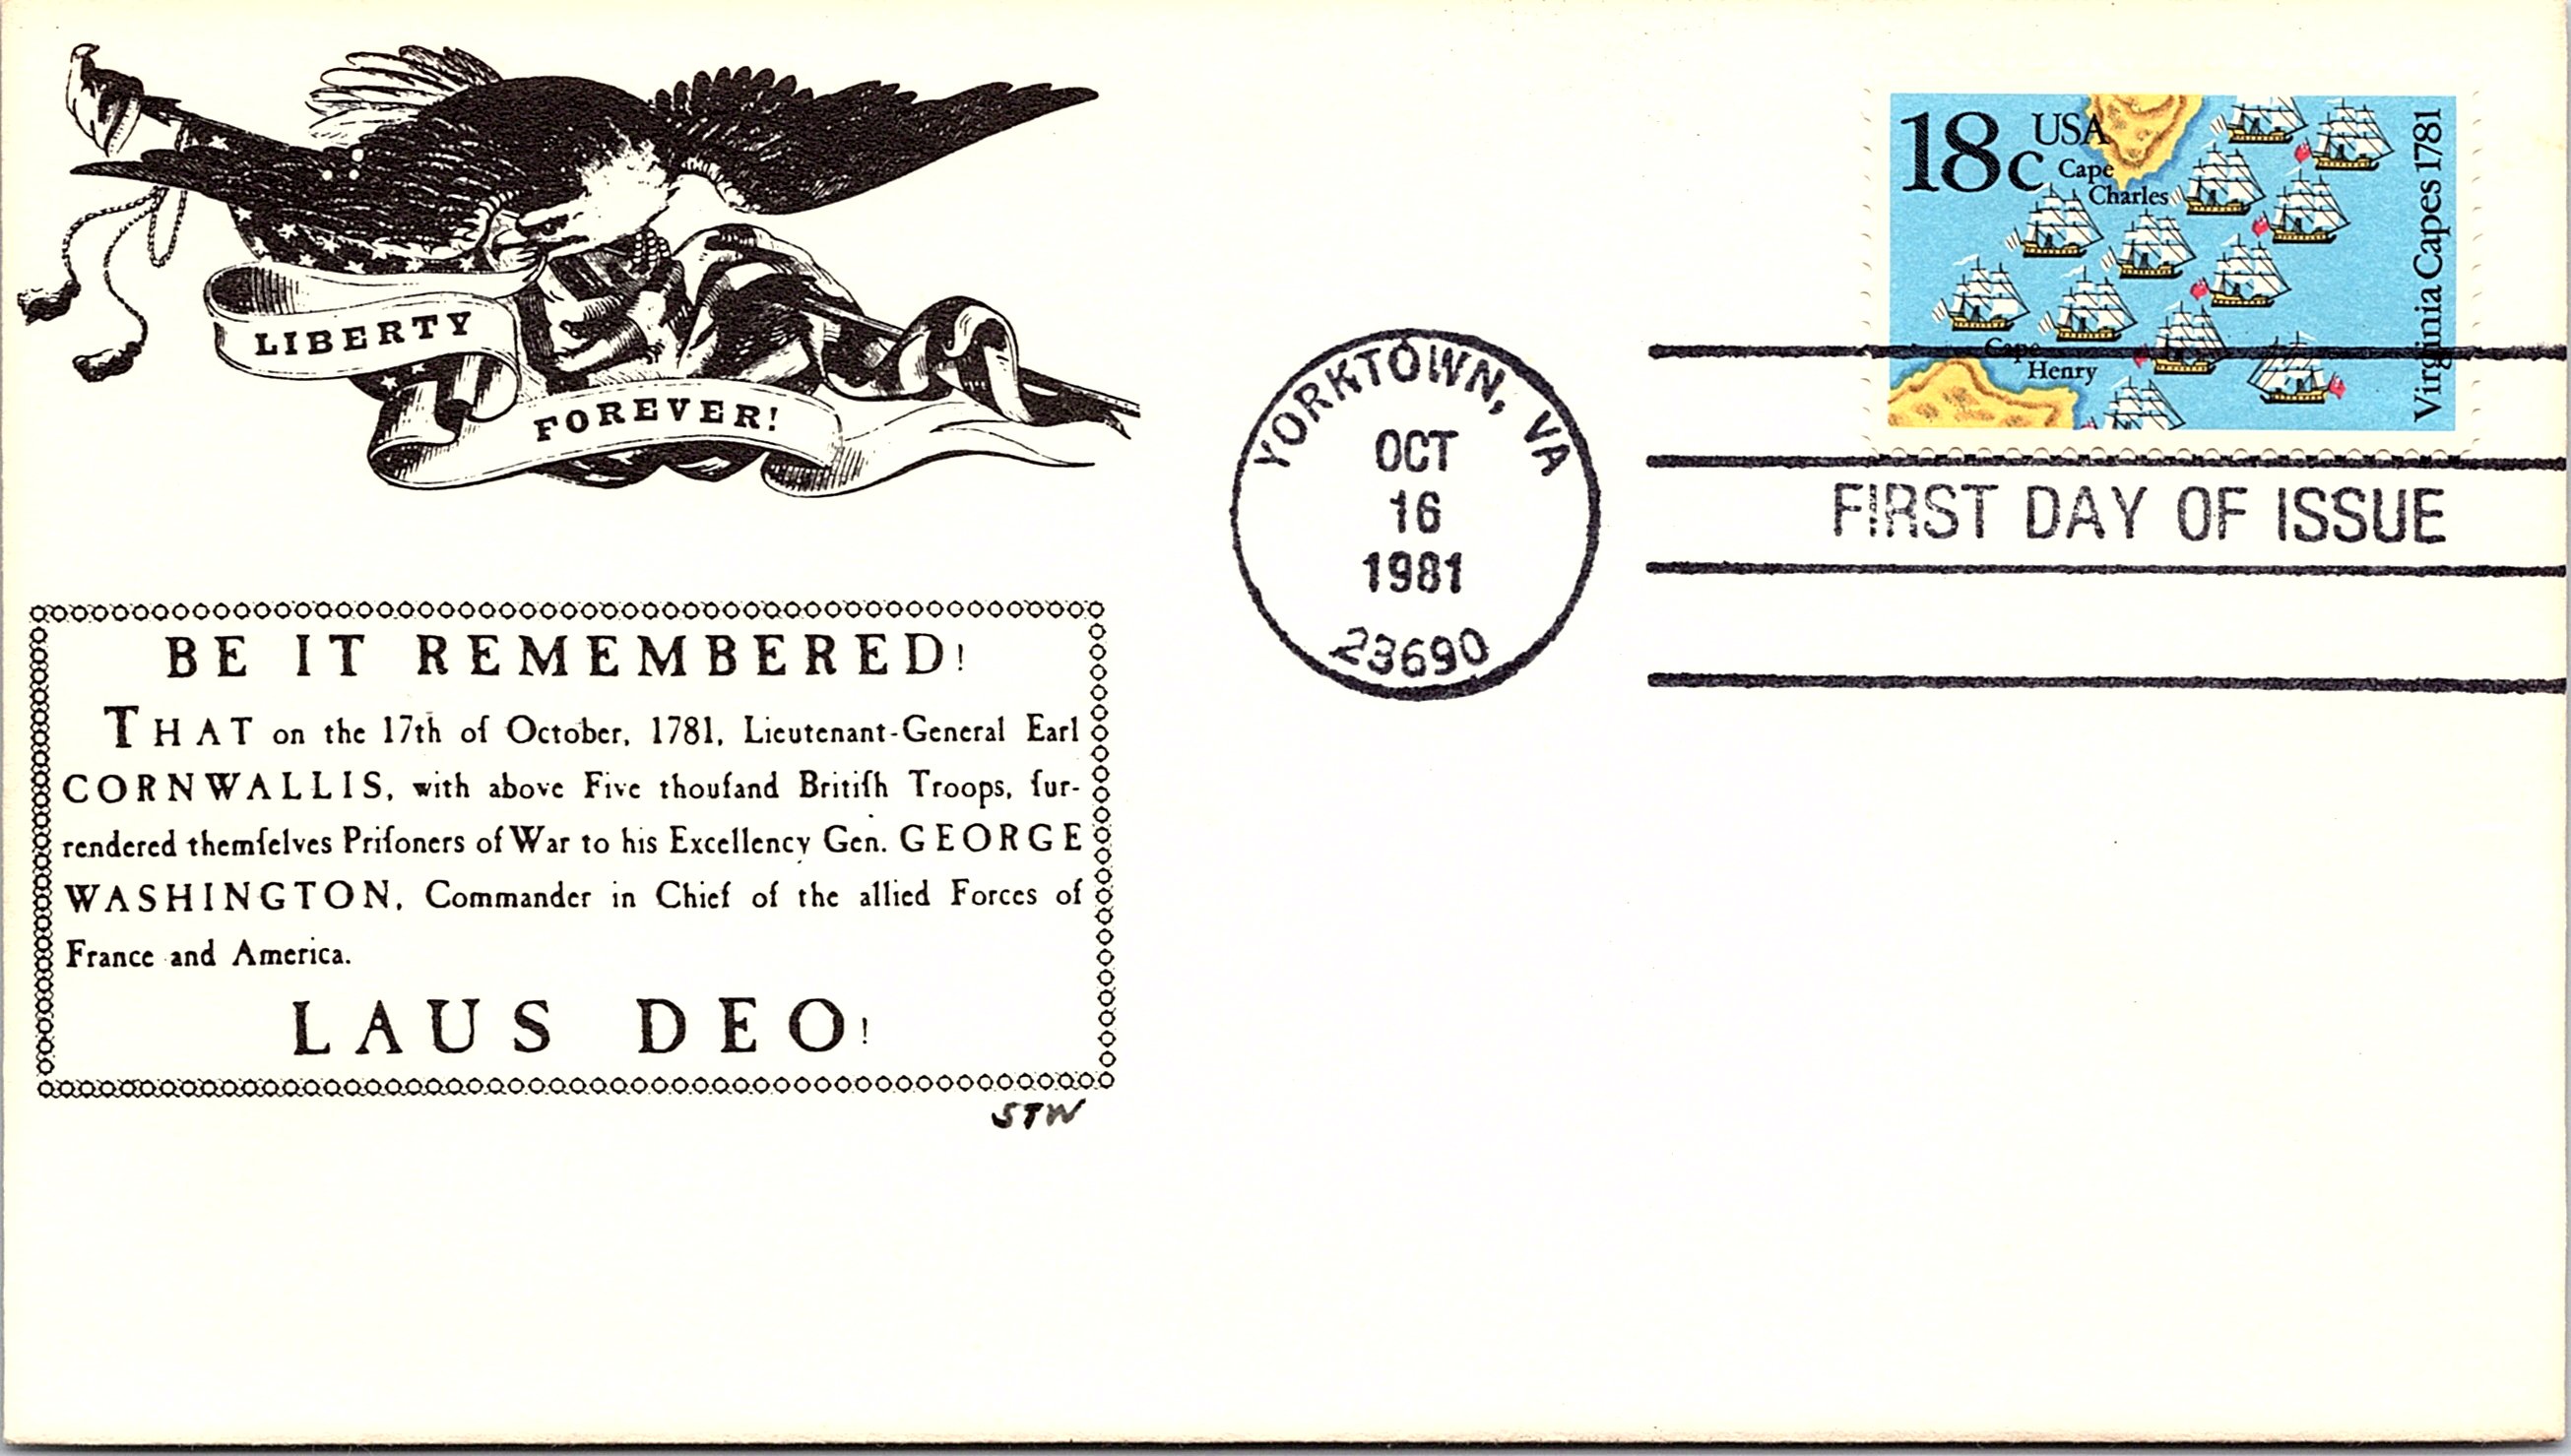 LIBERTY
FOREVER!
18c USA
Cape
Charles
Cape
Henry
Virginia Capes 1781
YORKTOWN, VA
OCT
16
1981
23690
FIRST DAY OF ISSUE
BE IT REMEMBERED!
THAT on the 17th of October, 1781, Lieutenant-General Earl
CORNWALLIS, with above Five thouſand Britiſh Troops, ſur-
rendered themſelves Priſoners of War to his Excellency Gen. GEORGE
WASHINGTON, Commander in Chief of the allied Forces of
France and America.
LAUS DEO!
STW